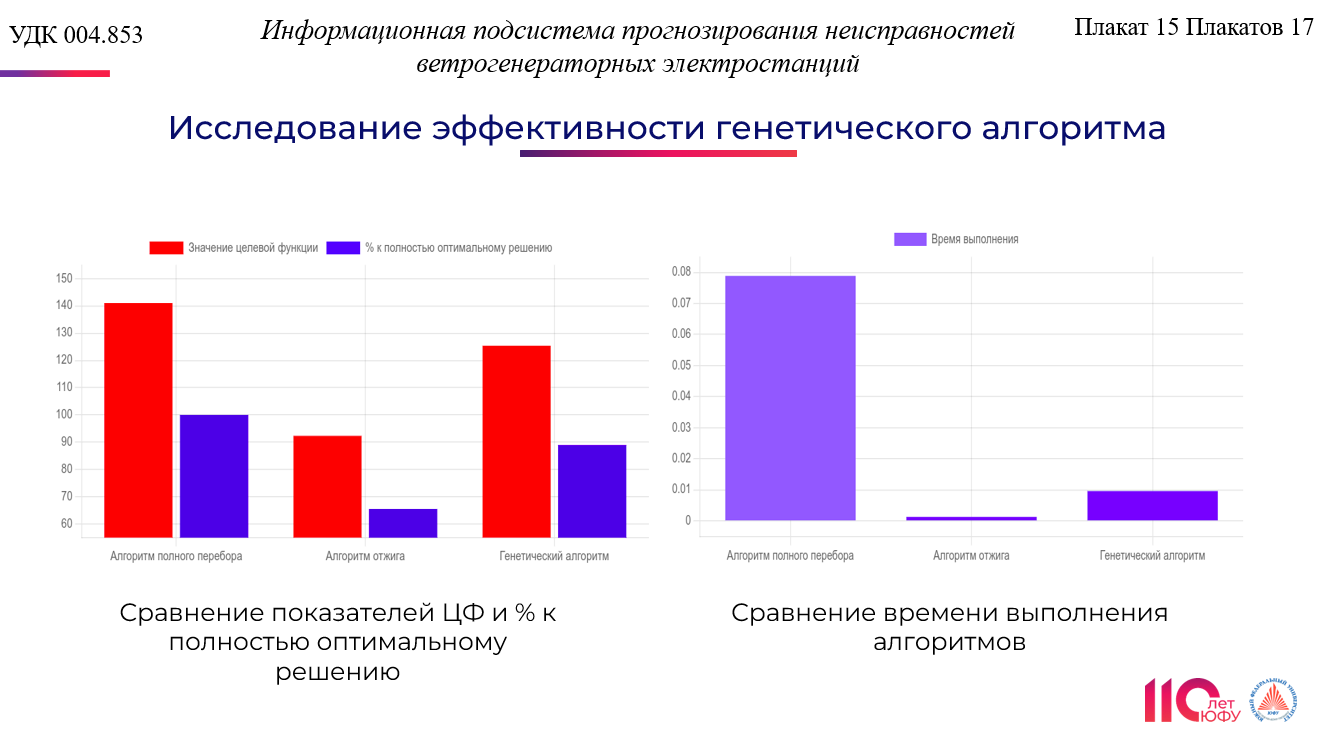 УДК 004.853
Информационная подсистема прогнозирования неисправностей
ветрогенераторных электростанций
Плакат 15 Плакатов 17
Исследование эффективности генетического алгоритма
Значение целевой функции
% к полностью оптимальному решению
150
140
130
120
110
100
90
80
70
60
Алгоритм полного перебора
Алгоритм отжига
Генетический алгоритм
Сравнение показателей ЦФ и % к
полностью оптимальному
решению
Время выполнения
0.08
0.07
0.06
0.05
0.04
0.03
0.02
0.01
0
Алгоритм полного перебора
Алгоритм отжига
Генетический алгоритм
Сравнение времени выполнения
алгоритмов
110 лет
ЮФУ
ЮЖНЫЙ ФЕДЕРАЛЬНЫЙ УНИВЕРСИТЕТ
ЮФУ